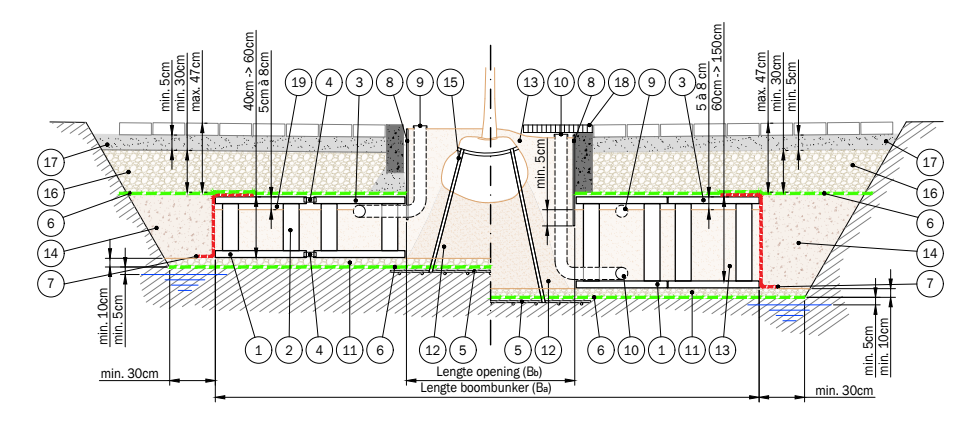 min. 5cm
min. 30cm
max. 47cm
40cm -> 60cm
5cm à 8cm
19
4
3
8
9
15
13
10
8
18
9
3
5 à 8 cm
60cm -> 150cm
max. 47cm
min. 30cm
min. 5cm
min. 5cm
17
16
6
14
7
17
16
6
14
7
min. 10cm
min. 5cm
min. 5cm
min. 10cm
1
2
4
11
6
12
5
5
12
6
10
1
11
13
min. 30cm
Lengte opening (Bb)
Lengte boombunker (Ba)
min. 30cm